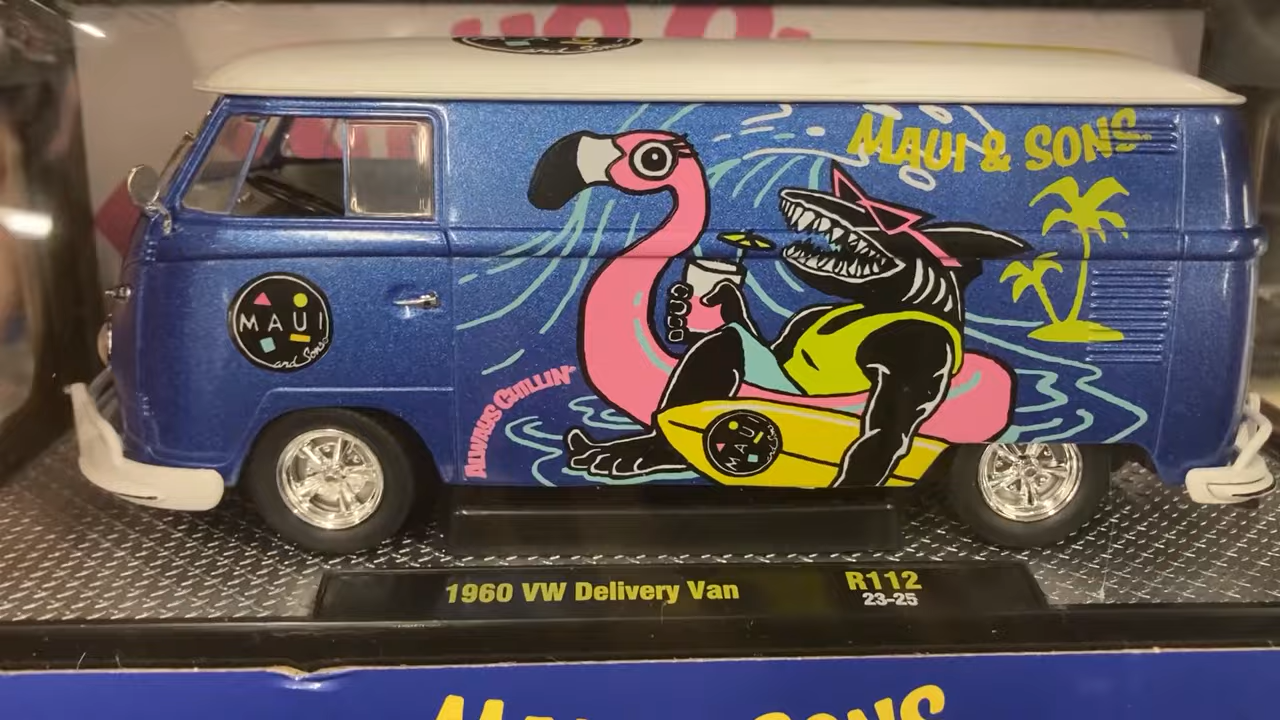 MAUI & SONS
MAUI
and Sons
ALWAYS CHILLIN'
MAUI
1960 VW Delivery Van
R112
23-25